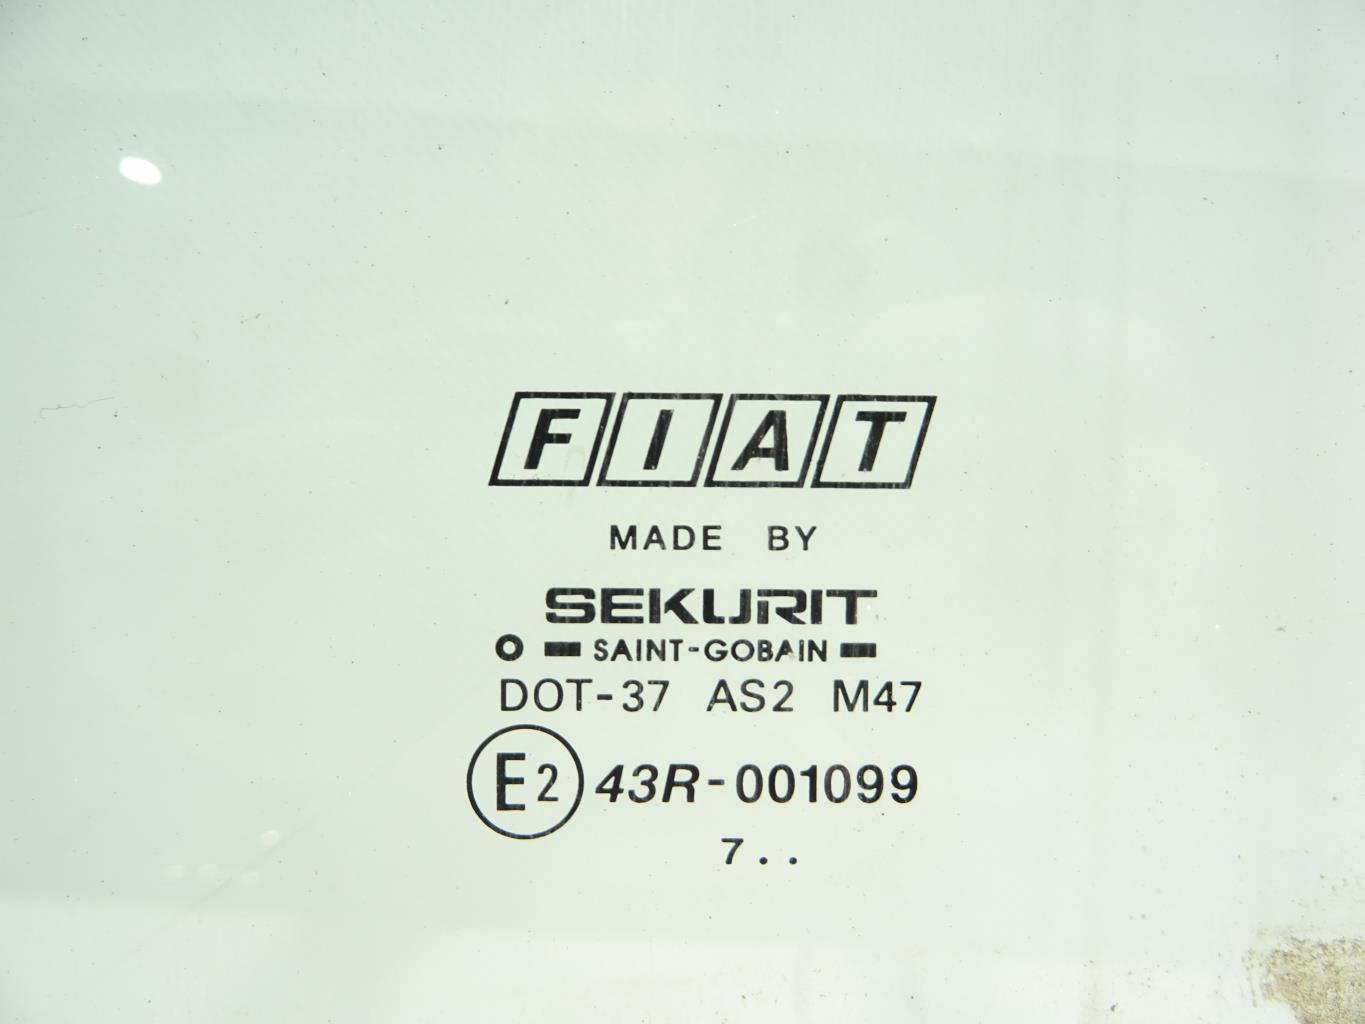 FIAT
MADE BY
SEKURIT
SAINT-GOBAIN
DOT-37 AS2 M47
E2 43R-001099
7..